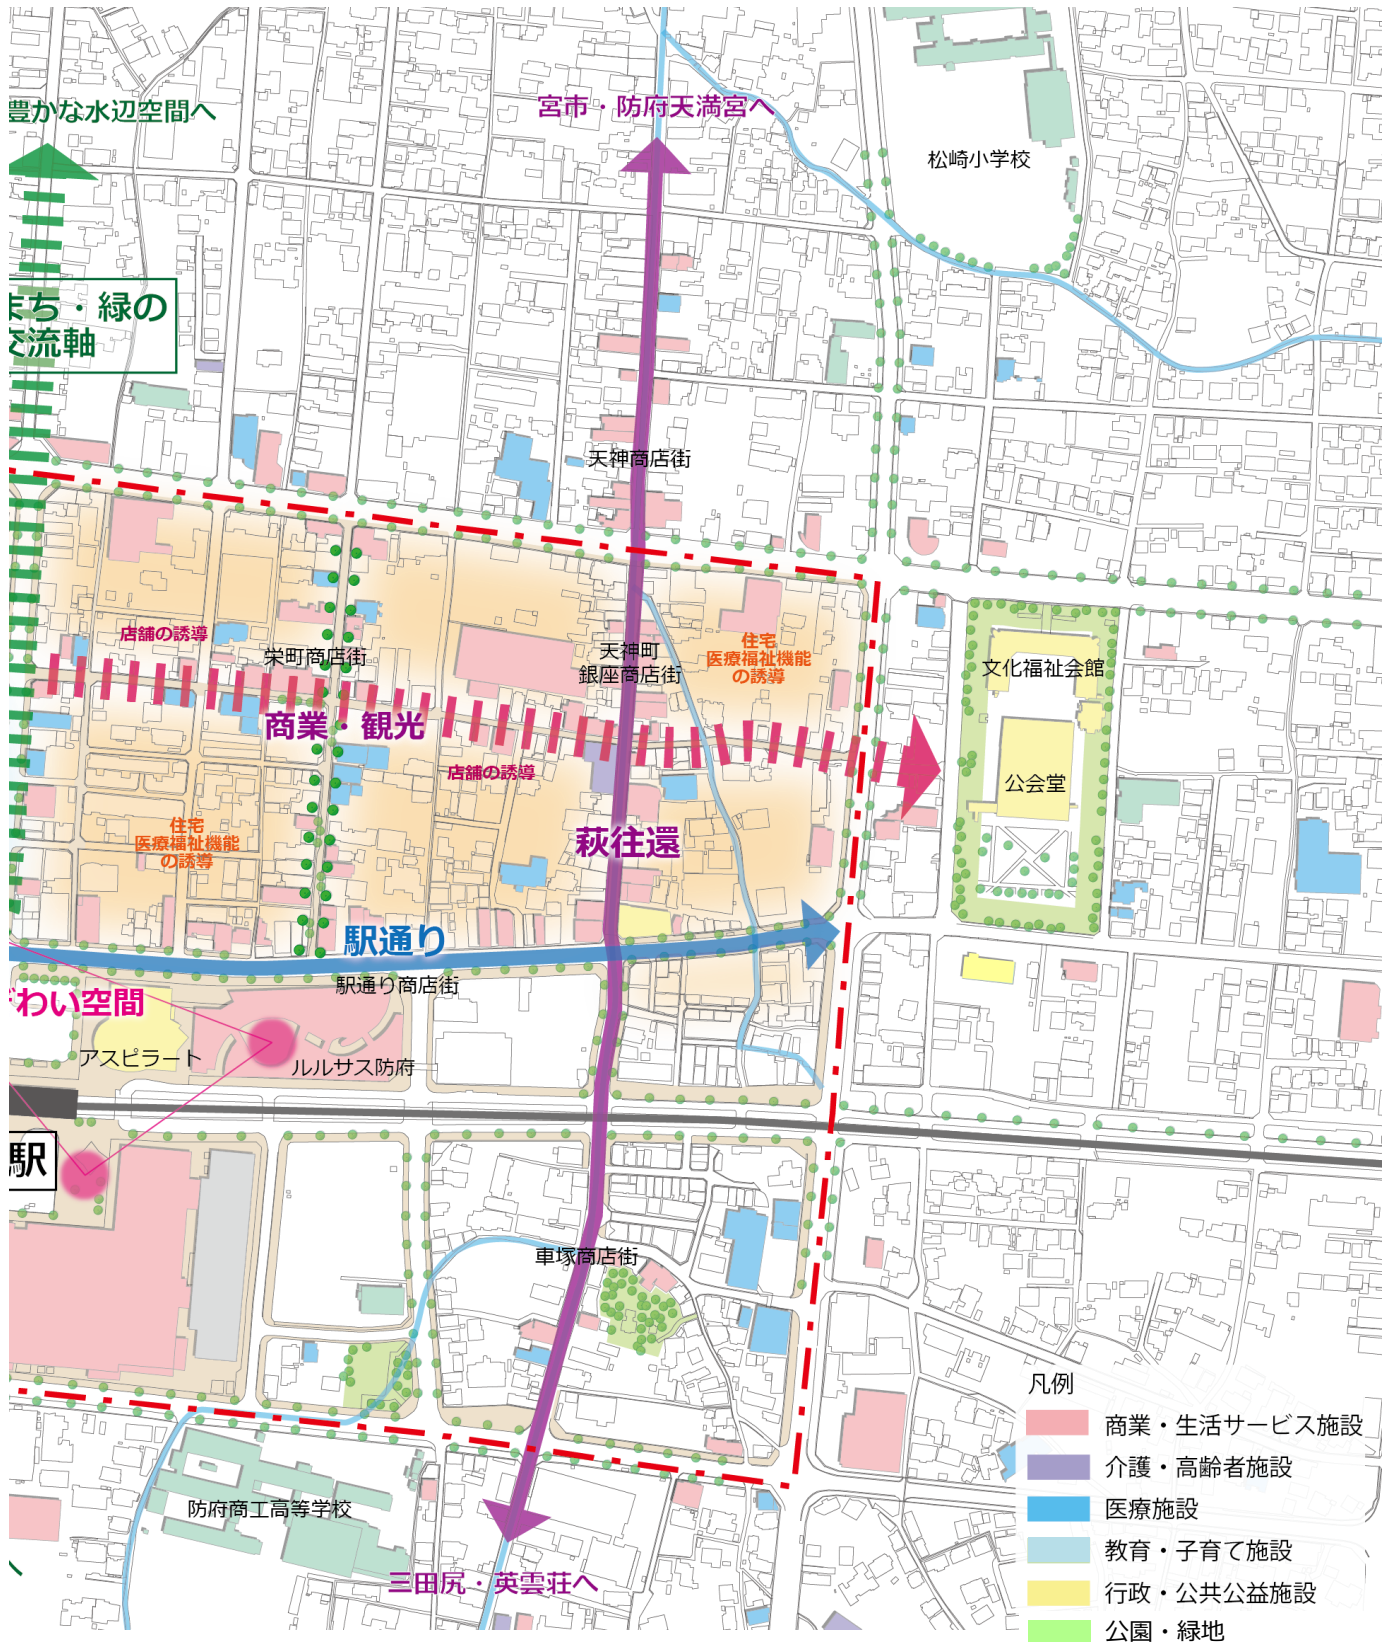 豊かな水辺空間へ
宮市・防府天満宮へ
松崎小学校
まち・緑の
交流軸
天神商店街
店舗の誘導
栄町商店街
天神町
銀座商店街
住宅
医療福祉機能
の誘導
文化福祉会館
商業・観光
店舗の誘導
公会堂
住宅
医療福祉機能
の誘導
萩往還
駅通り
駅通り商店街
ぎわい空間
アスピラート
ルルサス防府
駅
車塚商店街
防府商工高等学校
三田尻・英雲荘へ
へ
凡例
商業・生活サービス施設
介護・高齢者施設
医療施設
教育・子育て施設
行政・公共公益施設
公園・緑地